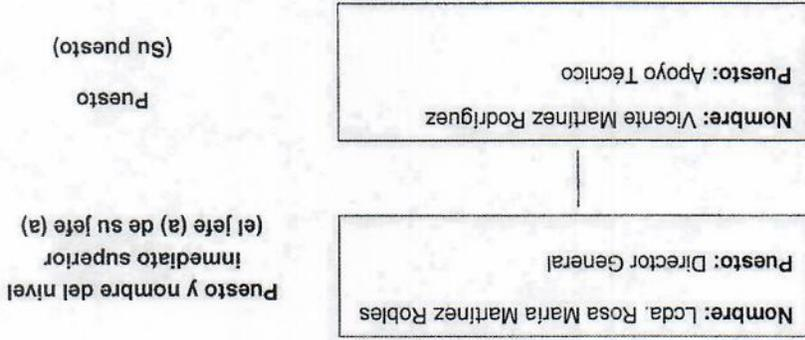 Nombre: Lcda. Rosa María Martínez Robles
Puesto: Director General
Puesto y nombre del nivel
inmediato superior
(el jefe (a) de su jefe (a)
Nombre: Vicente Martínez Rodríguez
Puesto: Apoyo Técnico
Puesto
(Su puesto)